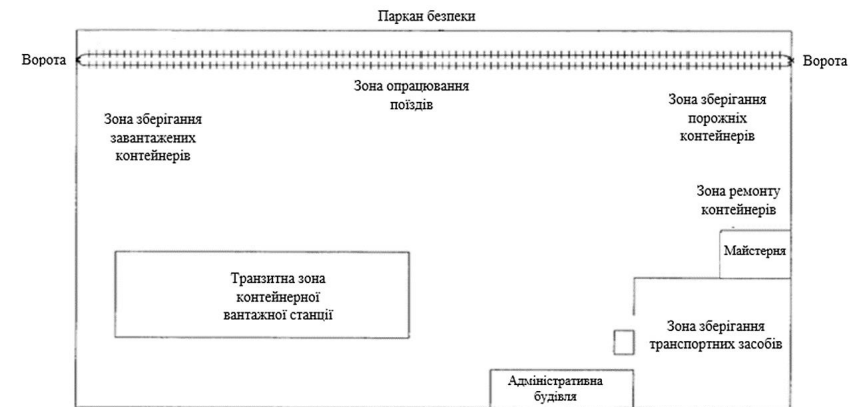 Паркан безпеки
Ворота
Ворота
Зона опрацювання
поїздів
Зона зберігання
порожніх
контейнерів
Зона зберігання
завантажених
контейнерів
Зона ремонту
контейнерів
Майстерня
Транзитна зона
контейнерної
вантажної станції
Зона зберігання
транспортних засобів
Адміністративна
будівля